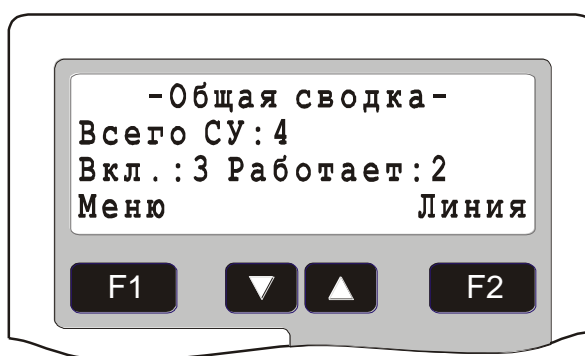 -Общая сводка-
Всего СУ:4
Вкл.:3 Работает:2
Меню Линия
F1 F2